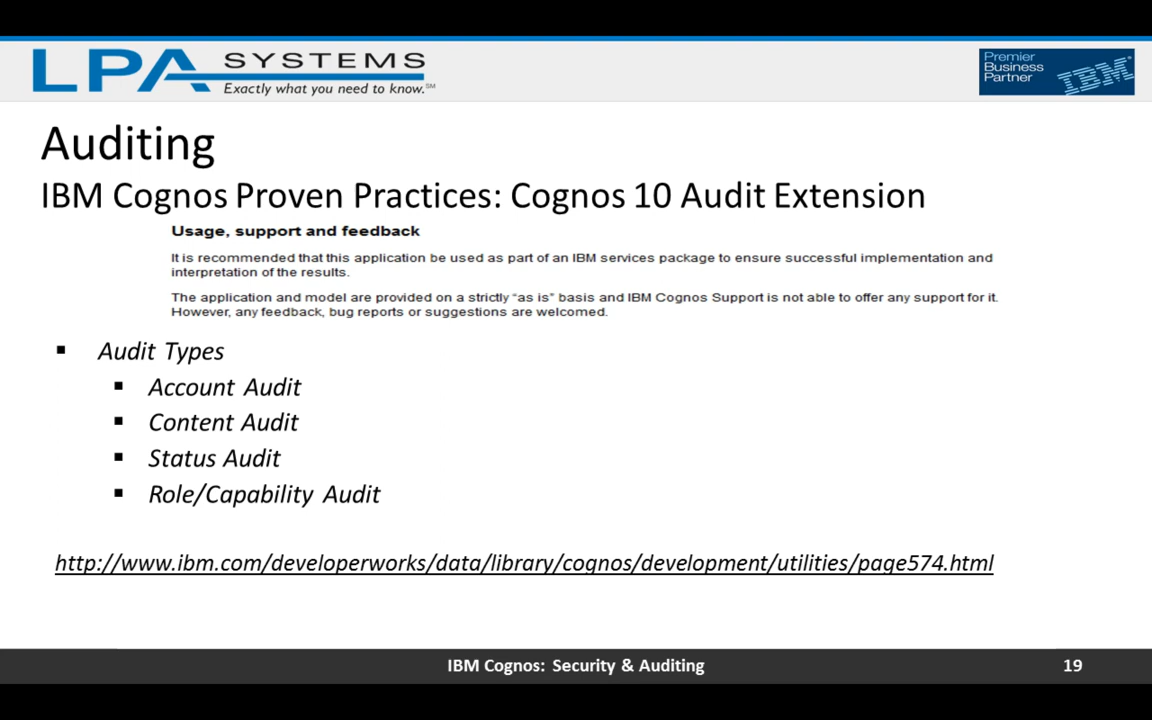 LPA SYSTEMS
Exactly what you need to know.℠
Premier
Business
Partner
IBM
Auditing
IBM Cognos Proven Practices: Cognos 10 Audit Extension
Usage, support and feedback
It is recommended that this application be used as part of an IBM services package to ensure successful implementation and
interpretation of the results.
The application and model are provided on a strictly “as is” basis and IBM Cognos Support is not able to offer any support for it.
However, any feedback, bug reports or suggestions are welcomed.
▪ Audit Types
▪ Account Audit
▪ Content Audit
▪ Status Audit
▪ Role/Capability Audit
http://www.ibm.com/developerworks/data/library/cognos/development/utilities/page574.html
IBM Cognos: Security & Auditing
19